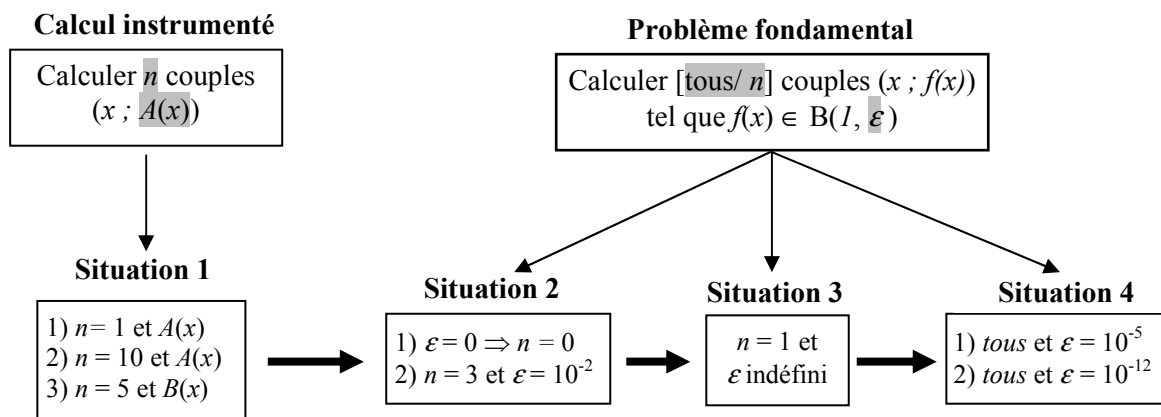 Calcul instrumenté
Calculer n couples
(x ; A(x))
Problème fondamental
Calculer [tous/ n] couples (x ; f(x))
tel que f(x) ∈ B(1, ε )
Situation 1
1) n= 1 et A(x)
2) n = 10 et A(x)
3) n = 5 et B(x)
Situation 2
1) ε = 0 ⇒ n = 0
2) n = 3 et ε = 10⁻²
Situation 3
n = 1 et
ε indéfini
Situation 4
1) tous et ε = 10⁻⁵
2) tous et ε = 10⁻¹²